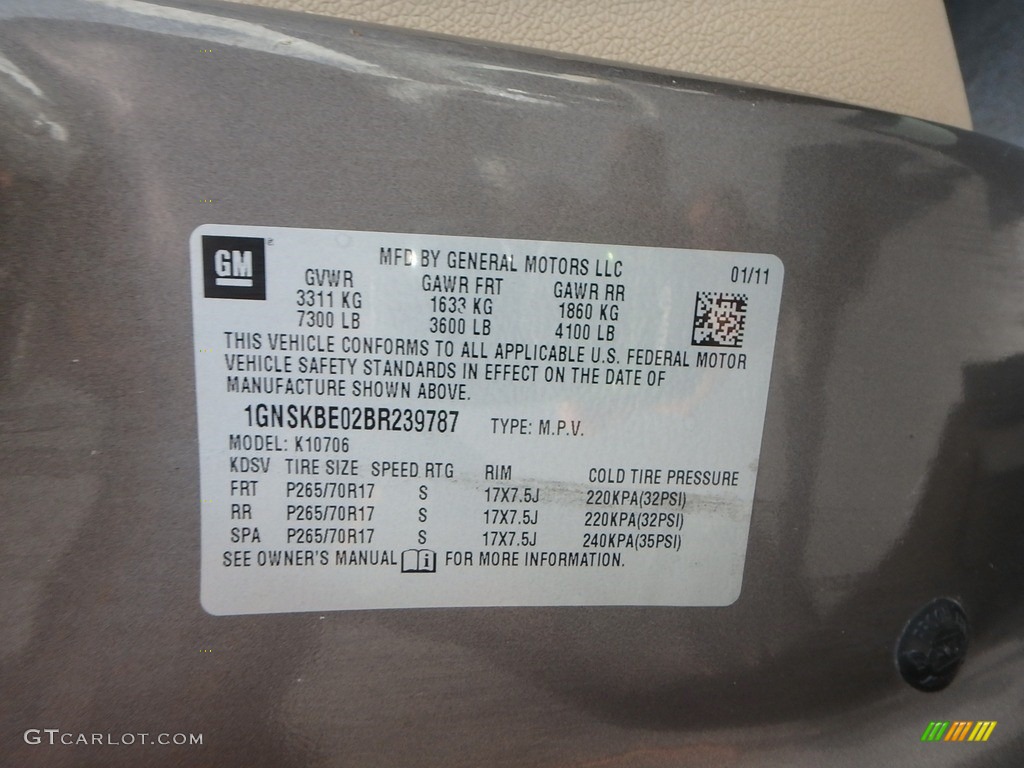 GM
MFD BY GENERAL MOTORS LLC 01/11
GVWR GAWR FRT GAWR RR
3311 KG 1633 KG 1860 KG
7300 LB 3600 LB 4100 LB
THIS VEHICLE CONFORMS TO ALL APPLICABLE U.S. FEDERAL MOTOR
VEHICLE SAFETY STANDARDS IN EFFECT ON THE DATE OF
MANUFACTURE SHOWN ABOVE.
1GNSKBE02BR239787 TYPE: M.P.V.
MODEL: K10706
KDSV TIRE SIZE SPEED RTG RIM COLD TIRE PRESSURE
FRT P265/70R17 S 17X7.5J 220KPA(32PSI)
RR P265/70R17 S 17X7.5J 220KPA(32PSI)
SPA P265/70R17 S 17X7.5J 240KPA(35PSI)
SEE OWNER'S MANUAL i FOR MORE INFORMATION.
GTCARLOT.COM